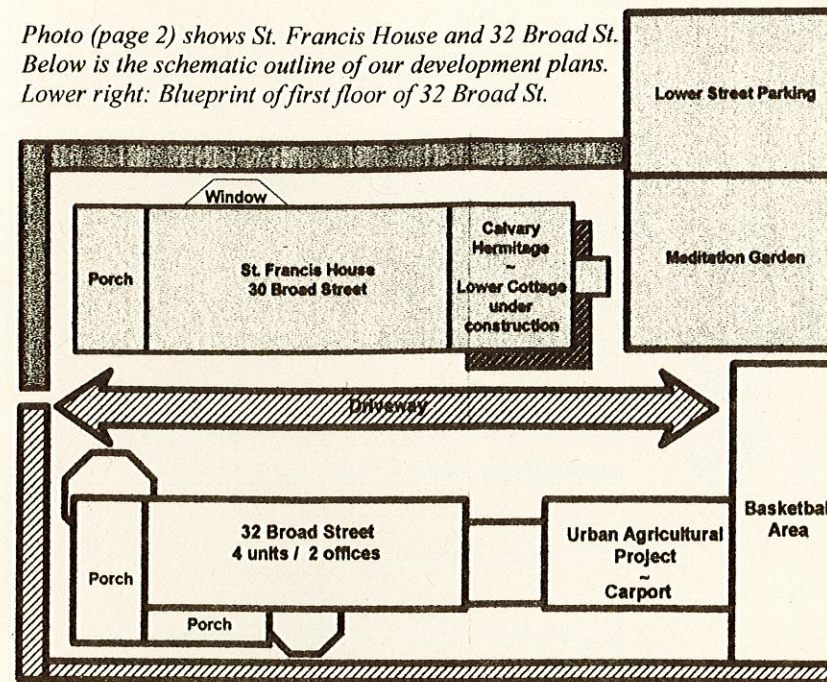 Photo (page 2) shows St. Francis House and 32 Broad St.
Below is the schematic outline of our development plans.
Lower right: Blueprint of first floor of 32 Broad St.
Lower Street Parking
Window
Porch
St. Francis House
30 Broad Street
Calvary
Hermitage
~
Lower Cottage
under
construction
Meditation Garden
Driveway
Porch
32 Broad Street
4 units / 2 offices
Porch
Urban Agricultural
Project
~
Carport
Basketbal
Area